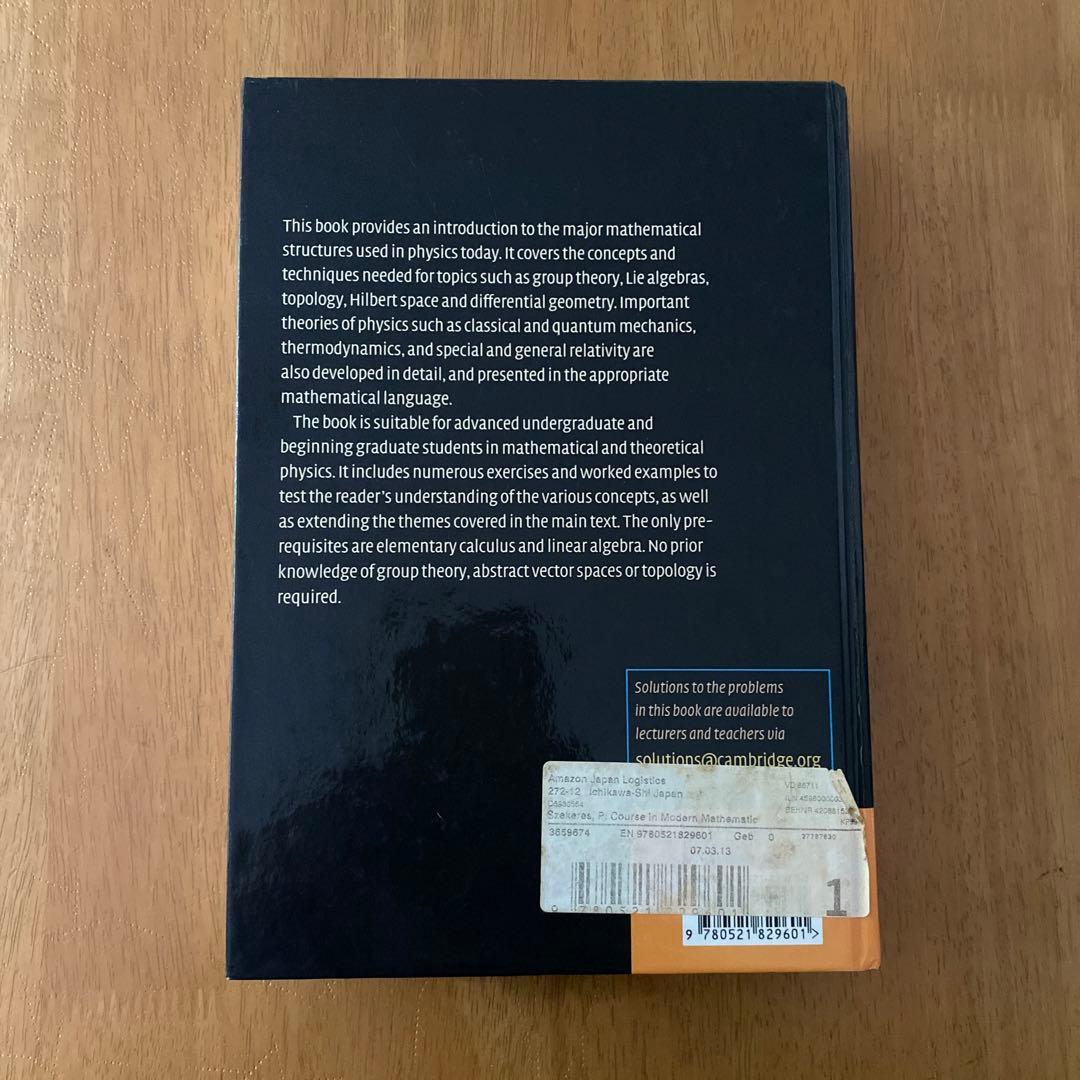 This book provides an introduction to the major mathematical
structures used in physics today. It covers the concepts and
techniques needed for topics such as group theory, Lie algebras,
topology, Hilbert space and differential geometry. Important
theories of physics such as classical and quantum mechanics,
thermodynamics, and special and general relativity are
also developed in detail, and presented in the appropriate
mathematical language.
The book is suitable for advanced undergraduate and
beginning graduate students in mathematical and theoretical
physics. It includes numerous exercises and worked examples to
test the reader's understanding of the various concepts, as well
as extending the themes covered in the main text. The only pre-
requisites are elementary calculus and linear algebra. No prior
knowledge of group theory, abstract vector spaces or topology is
required.
Solutions to the problems
in this book are available to
lecturers and teachers via
solutions@cambridge.org
Amazon Japan Logistics
272-12 Ichikawa-Shi Japan
Szekeres, P: Course in Modern Mathematic
3659674 EN 9780521829601 Geb 0 37787630
07.03.13
1
9 780521 829601 >